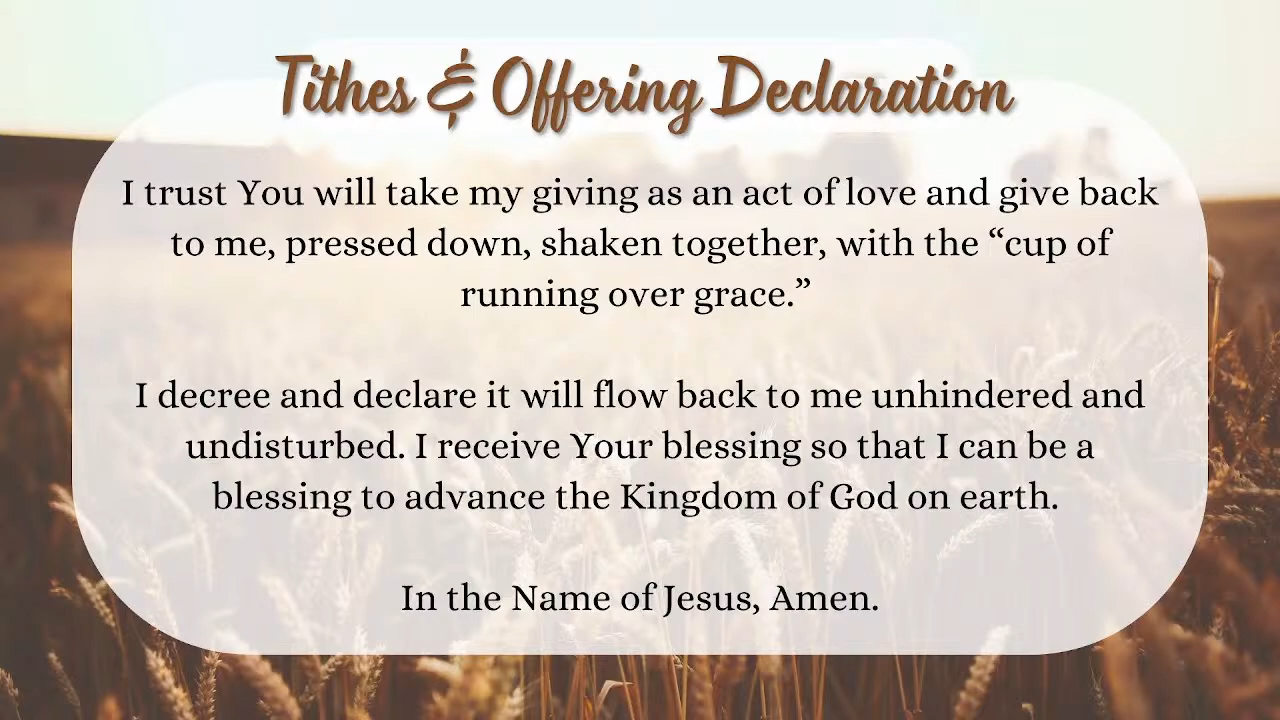 Tithes & Offering Declaration
I trust You will take my giving as an act of love and give back
to me, pressed down, shaken together, with the “cup of
running over grace.”
I decree and declare it will flow back to me unhindered and
undisturbed. I receive Your blessing so that I can be a
blessing to advance the Kingdom of God on earth.
In the Name of Jesus, Amen.